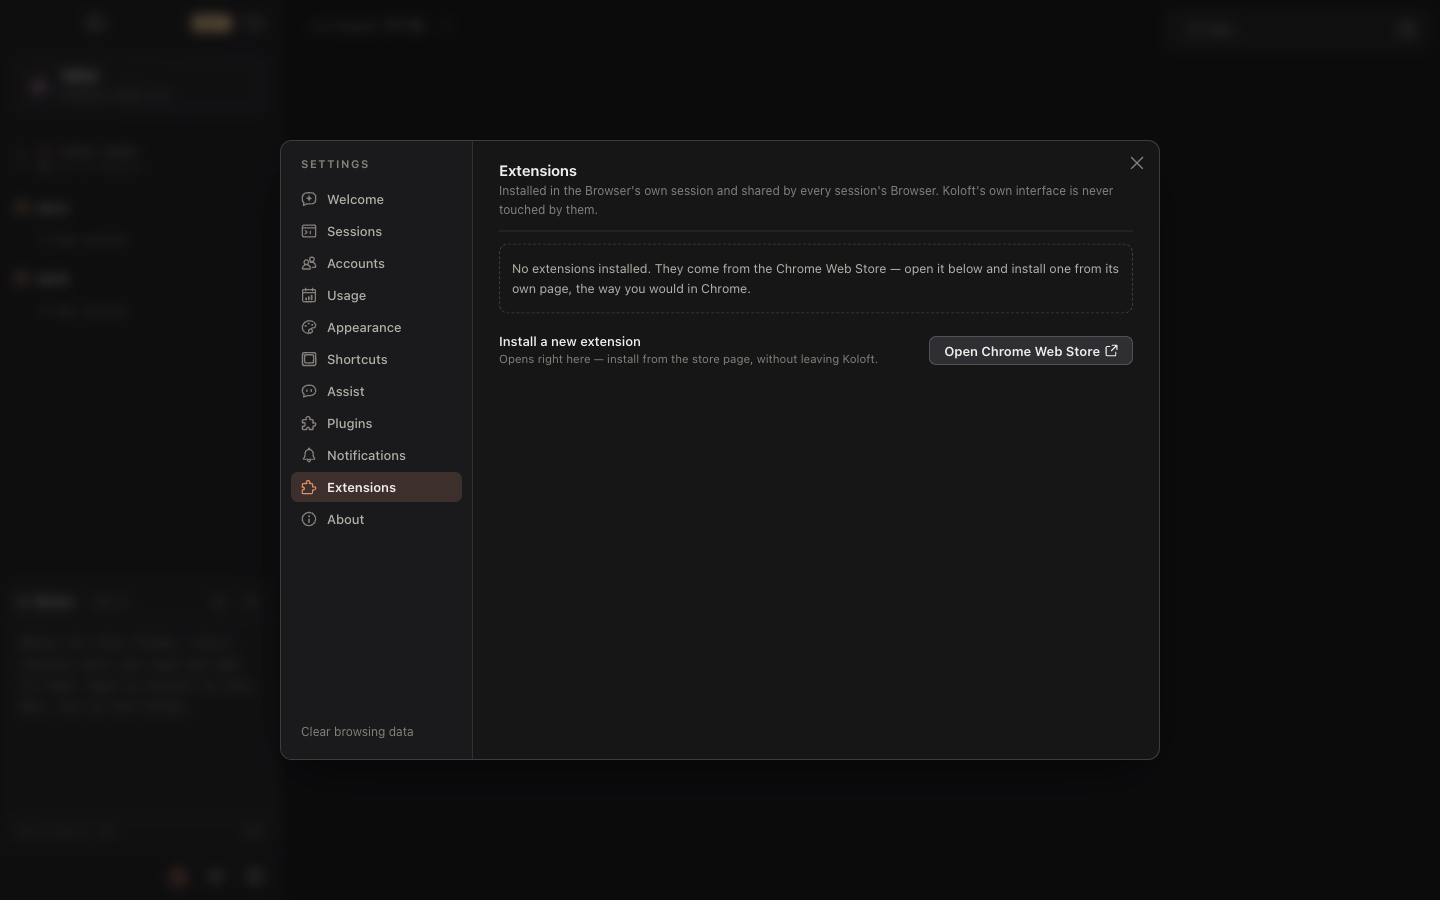 SETTINGS
Welcome
Sessions
Accounts
Usage
Appearance
Shortcuts
Assist
Plugins
Notifications
Extensions
About
Clear browsing data
Extensions
Installed in the Browser's own session and shared by every session's Browser. Koloft's own interface is never
touched by them.
No extensions installed. They come from the Chrome Web Store — open it below and install one from its
own page, the way you would in Chrome.
Install a new extension
Opens right here — install from the store page, without leaving Koloft.
Open Chrome Web Store